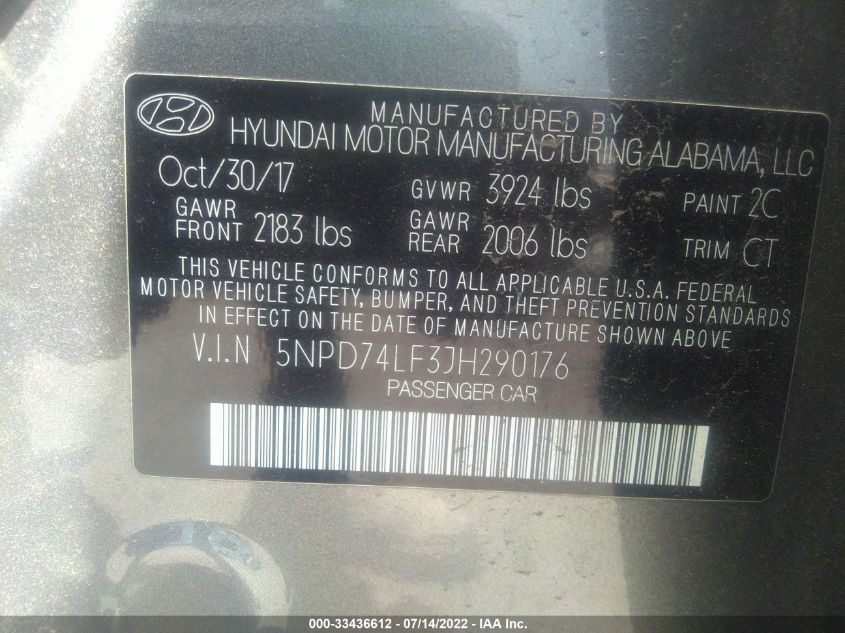 MANUFACTURED BY
HYUNDAI MOTOR MANUFACTURING ALABAMA, LLC
Oct/30/17 GVWR 3924 lbs PAINT 2C
GAWR FRONT 2183 lbs GAWR REAR 2006 lbs TRIM CT
THIS VEHICLE CONFORMS TO ALL APPLICABLE U.S.A. FEDERAL
MOTOR VEHICLE SAFETY, BUMPER, AND THEFT PREVENTION STANDARDS
IN EFFECT ON THE DATE OF MANUFACTURE SHOWN ABOVE
V.I.N 5NPD74LF3JH290176
PASSENGER CAR
000-33436612 - 07/14/2022 - IAA Inc.